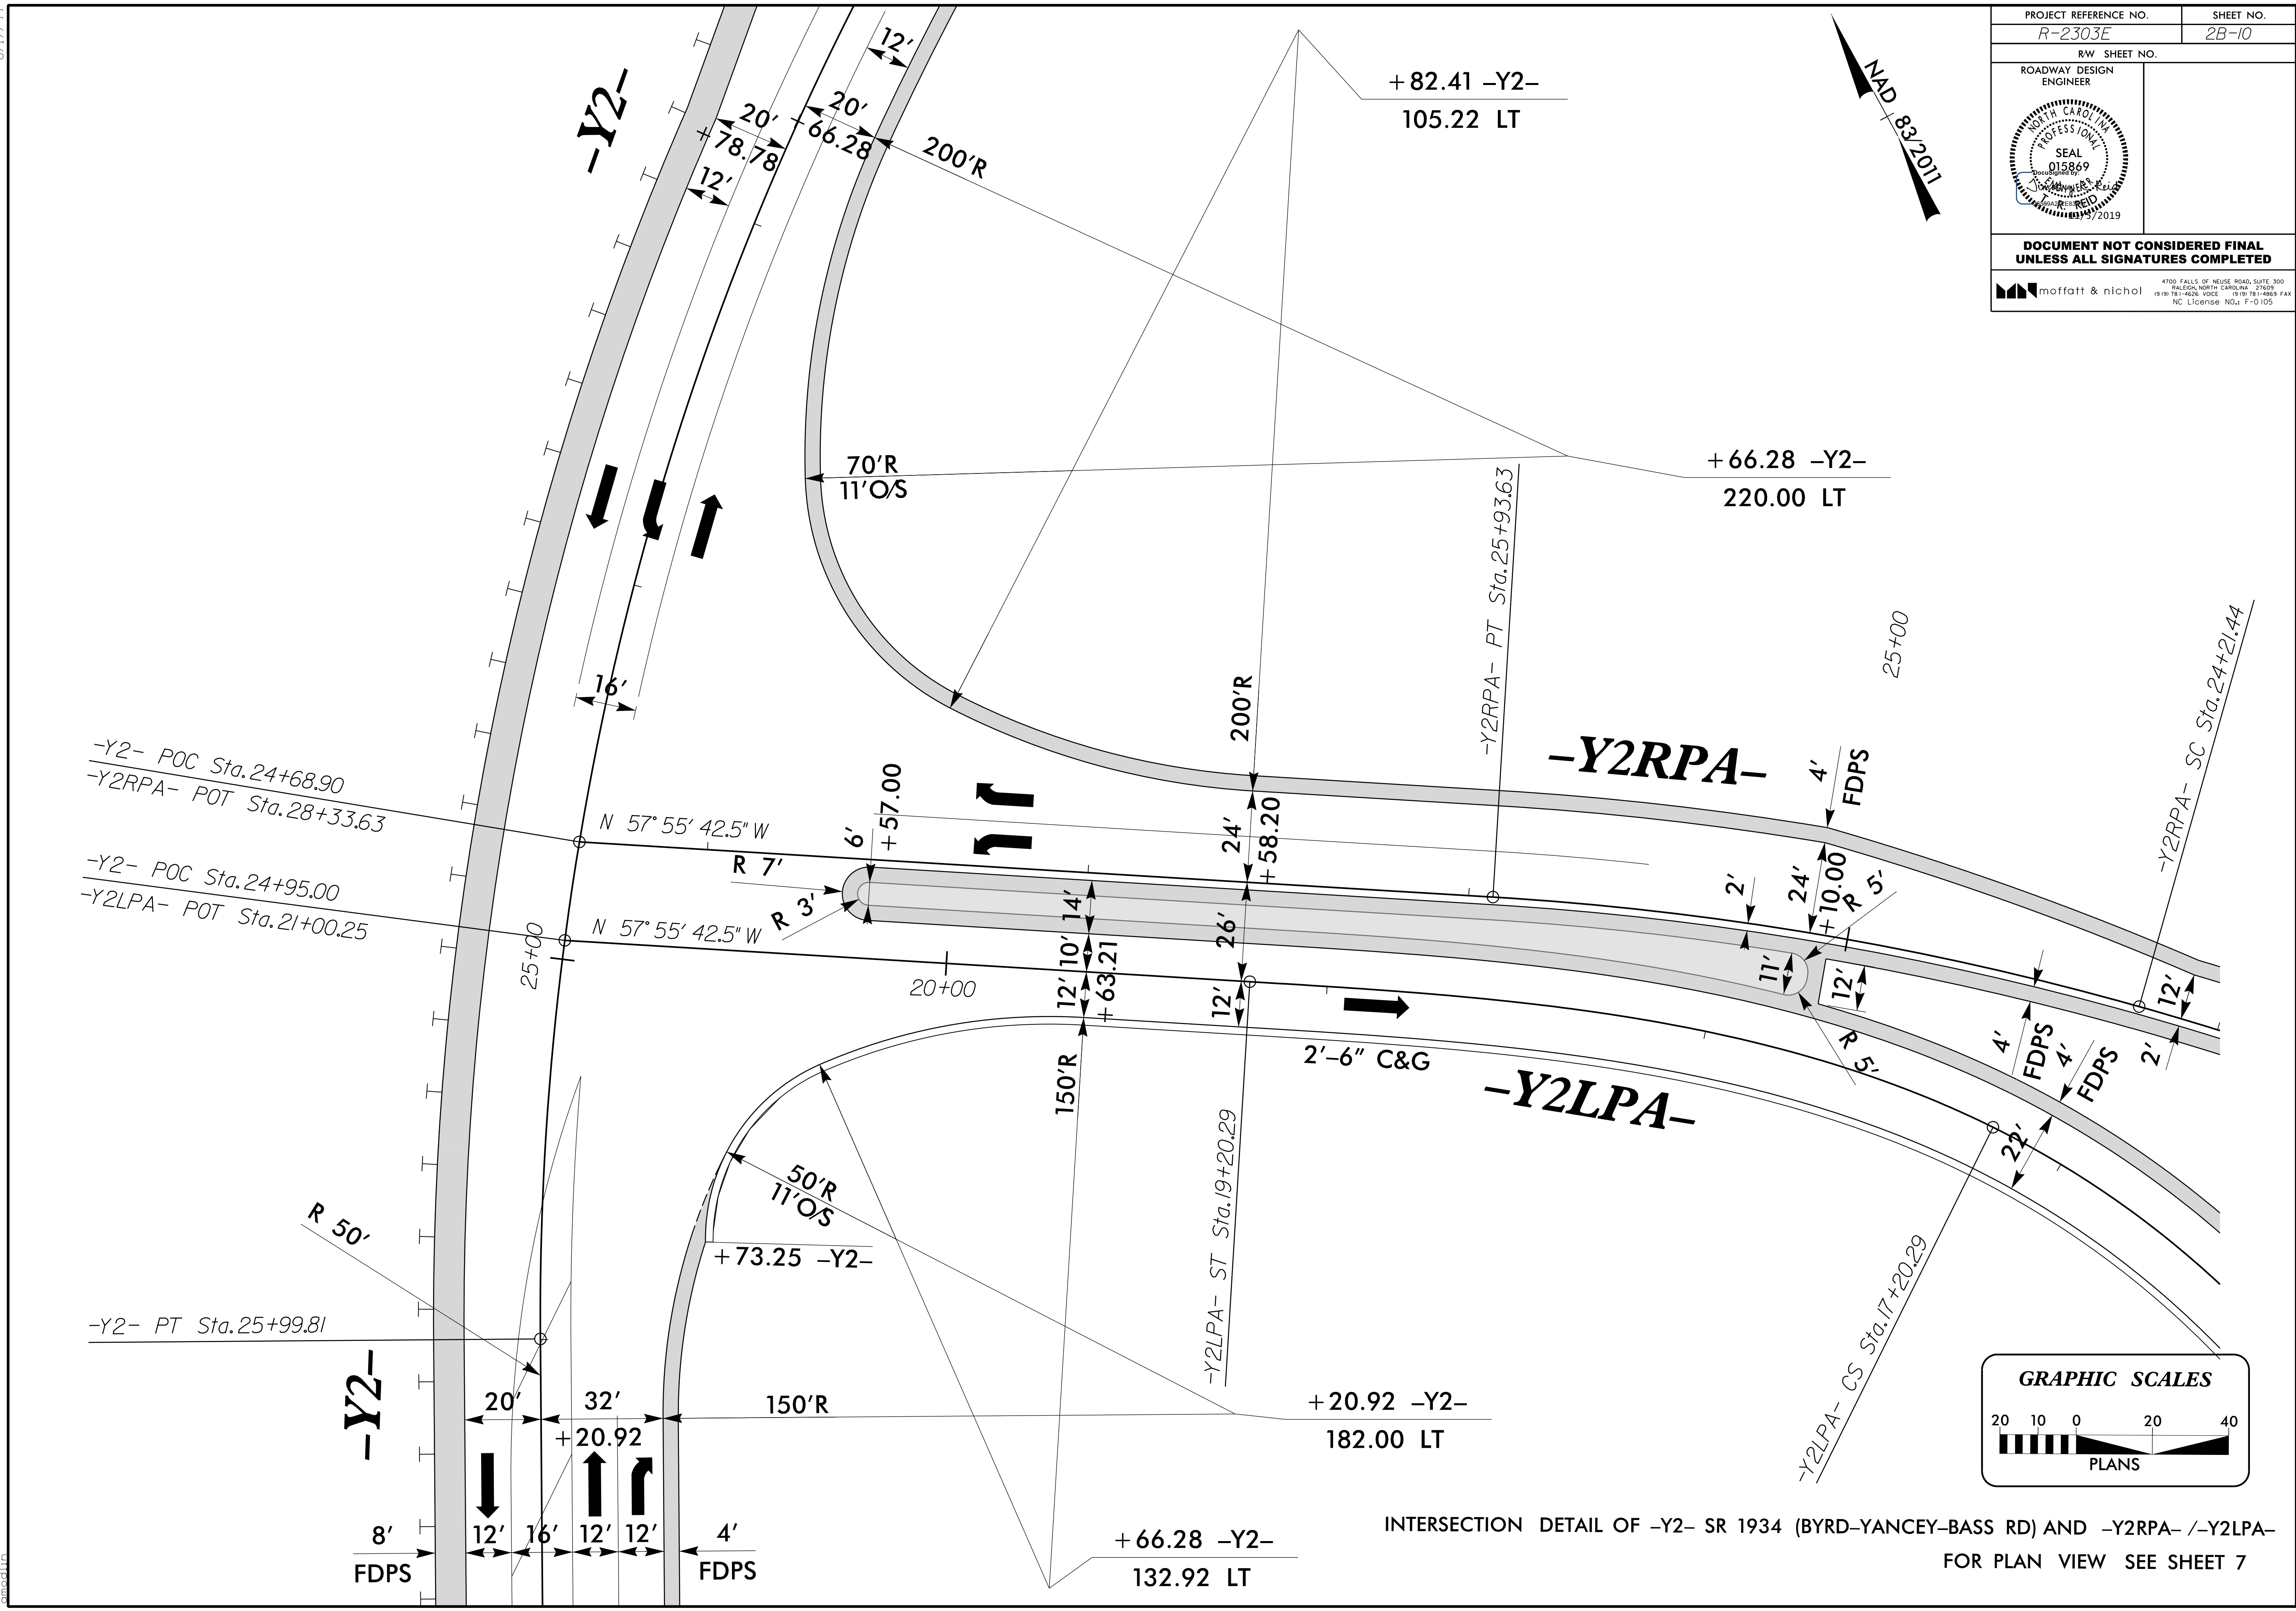 PROJECT REFERENCE NO.
SHEET NO.
R-2303E
2B-10
RW SHEET NO.
ROADWAY DESIGN
ENGINEER
NORTH CAROLINA
PROFESSIONAL
SEAL
015869
DocuSigned by:
ENGINEER
T. R. REID
DOCUMENT NOT CONSIDERED FINAL
UNLESS ALL SIGNATURES COMPLETED
moffatt & nichol
4700 FALLS OF NEUSE ROAD, SUITE 300
RALEIGH, NORTH CAROLINA 27609
(919) 781-4626 VOICE (919) 781-4869 FAX
NC License NO.: F-0105
NAD 83/2011
–Y2–
12'
20'
+66.28
20'
+78.78
12'
200'R
+82.41 –Y2–
105.22 LT
70'R
11'O/S
+66.28 –Y2–
220.00 LT
-Y2RPA- PT Sta.25+93.63
25+00
-Y2RPA- SC Sta.24+21.44
16'
200'R
–Y2RPA–
4'
FDPS
-Y2- POC Sta.24+68.90
-Y2RPA- POT Sta.28+33.63
N 57° 55' 42.5" W
6'
+57.00
24'
+58.20
R 7'
R 3'
-Y2- POC Sta.24+95.00
-Y2LPA- POT Sta.21+00.25
N 57° 55' 42.5" W
25+00
20+00
14'
10'
12'
+63.21
26'
12'
2'
24'
+10.00
R 5'
11'
12'
R 5'
12'
4'
FDPS
2'
4'
FDPS
22'
2'–6" C&G
–Y2LPA–
150'R
-Y2LPA- ST Sta.19+20.29
-Y2LPA- CS Sta.17+20.29
50'R
11'O/S
+73.25 –Y2–
R 50'
-Y2- PT Sta.25+99.81
–Y2–
20'
32'
+20.92
150'R
+20.92 –Y2–
182.00 LT
8'
FDPS
12'
16'
12'
12'
4'
FDPS
+66.28 –Y2–
132.92 LT
GRAPHIC SCALES
20 10 0 20 40
PLANS
INTERSECTION DETAIL OF –Y2– SR 1934 (BYRD–YANCEY–BASS RD) AND –Y2RPA– /–Y2LPA–
FOR PLAN VIEW SEE SHEET 7